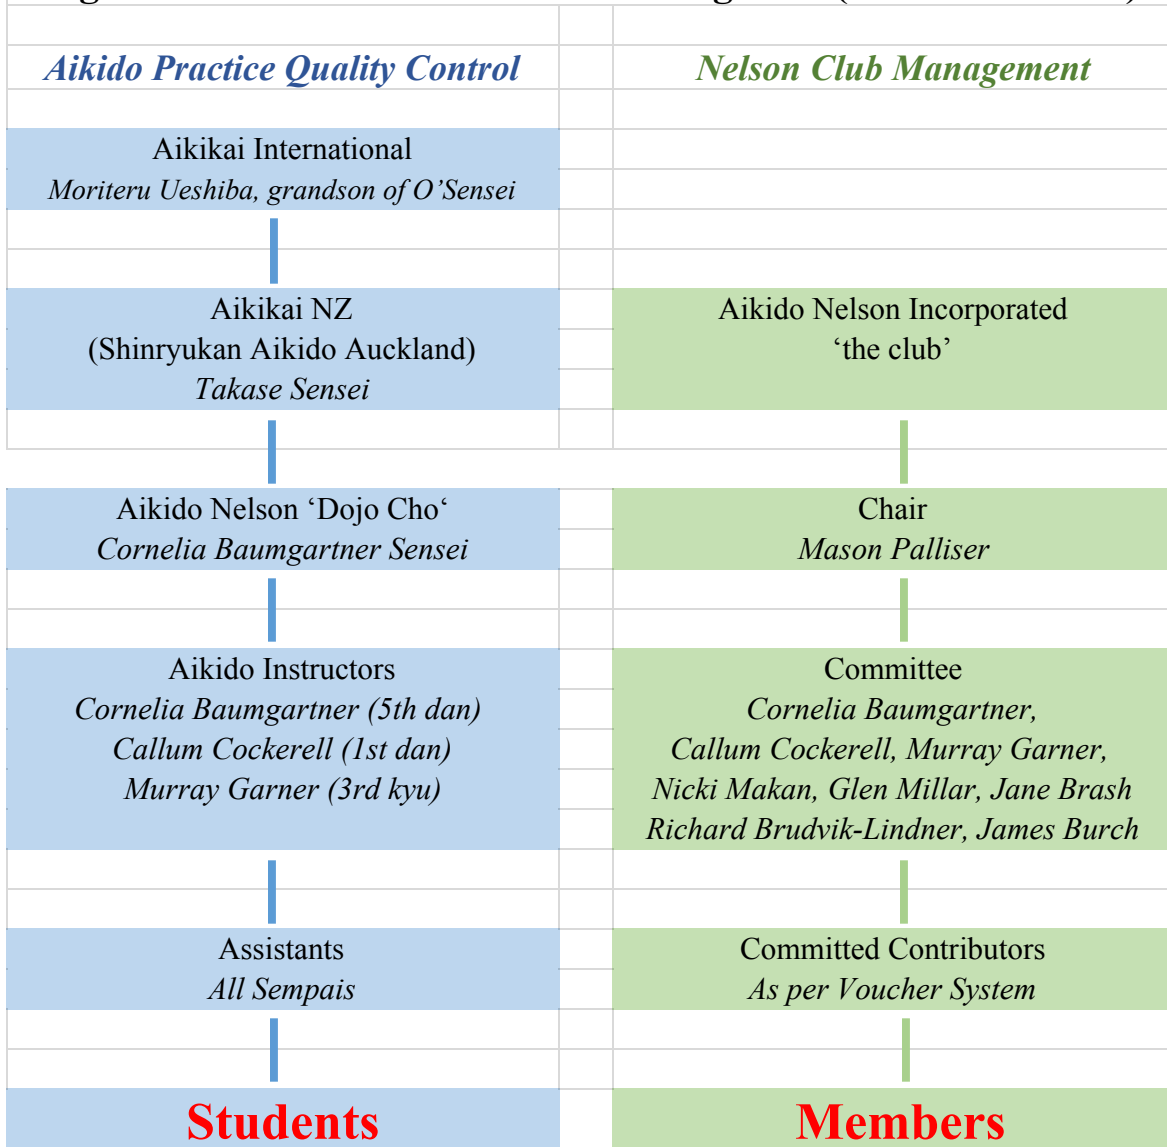 Aikido Practice Quality Control
Nelson Club Management
Aikikai International
Moriteru Ueshiba, grandson of O’Sensei
Aikikai NZ
(Shinryukan Aikido Auckland)
Takase Sensei
Aikido Nelson Incorporated
‘the club’
Aikido Nelson ‘Dojo Cho‘
Cornelia Baumgartner Sensei
Chair
Mason Palliser
Aikido Instructors
Cornelia Baumgartner (5th dan)
Callum Cockerell (1st dan)
Murray Garner (3rd kyu)
Committee
Cornelia Baumgartner,
Callum Cockerell, Murray Garner,
Nicki Makan, Glen Millar, Jane Brash
Richard Brudvik-Lindner, James Burch
Assistants
All Sempais
Committed Contributors
As per Voucher System
Students
Members